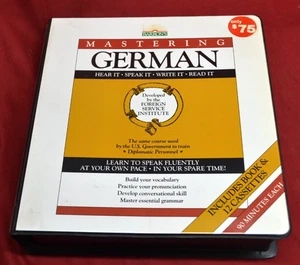 BARRON'S
only
$75
MASTERING
GERMAN
HEAR IT • SPEAK IT • WRITE IT • READ IT
Developed
by the
FOREIGN
SERVICE
INSTITUTE
The same course used
by the U.S. Government to train
• Diplomatic Personnel •
LEARN TO SPEAK FLUENTLY
AT YOUR OWN PACE • IN YOUR SPARE TIME!
Build your vocabulary
Practice your pronunciation
Develop conversational skill
Master essential grammar
INCLUDES BOOK &
12 CASSETTES
90 MINUTES EACH